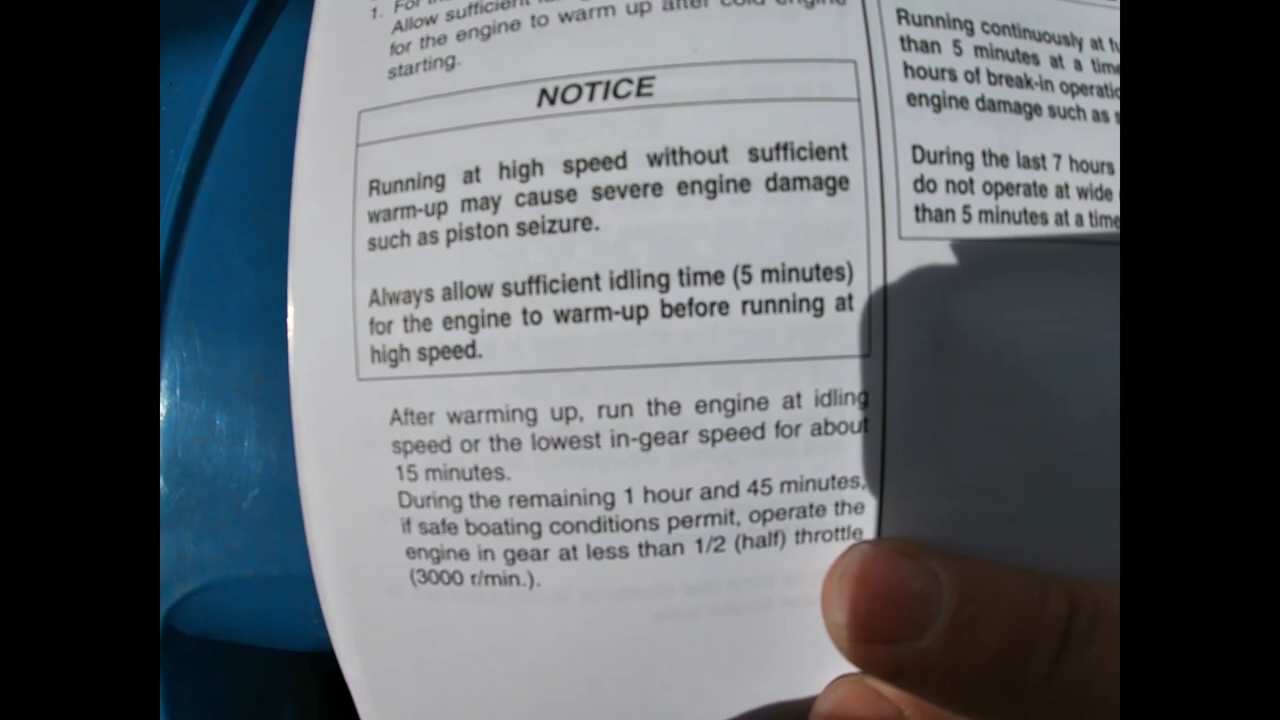 1. For
Allow sufficient
for the engine to warm up after cold engine
starting.
NOTICE
Running at high speed without sufficient
warm-up may cause severe engine damage
such as piston seizure.
Always allow sufficient idling time (5 minutes)
for the engine to warm-up before running at
high speed.
After warming up, run the engine at idling
speed or the lowest in-gear speed for about
15 minutes.
During the remaining 1 hour and 45 minutes,
if safe boating conditions permit, operate the
engine in gear at less than 1/2 (half) throttle
(3000 r/min.).
Running continuously at
than 5 minutes at a time
hours of break-in
engine damage such as
During the last 7 hours
do not operate at wide
than 5 minutes at a time